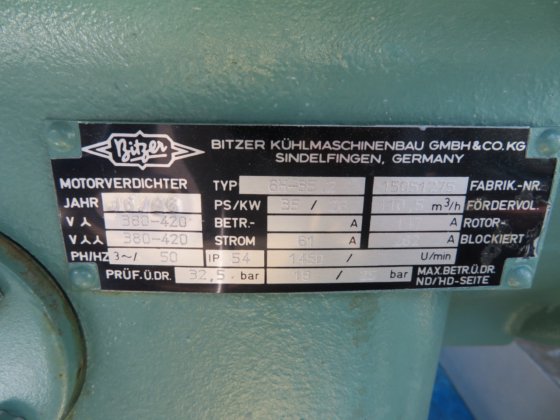 Bitzer
BITZER KÜHLMASCHINENBAU GMBH & CO. KG
SINDELFINGEN, GERMANY
MOTORVERDICHTER TYP FABRIK.-NR
JAHR PS/KW 35 / m³/h FÖRDERVOL
V 380-420 BETR.- A A ROTOR-
V 380-420 STROM 61 A A BLOCKIERT
PH/HZ 3~/ 50 IP 54 1450 / U/min
PRÜF.Ü.DR. 32,5 bar 19 / bar MAX.BETR.Ü.DR.
ND/HD-SEITE